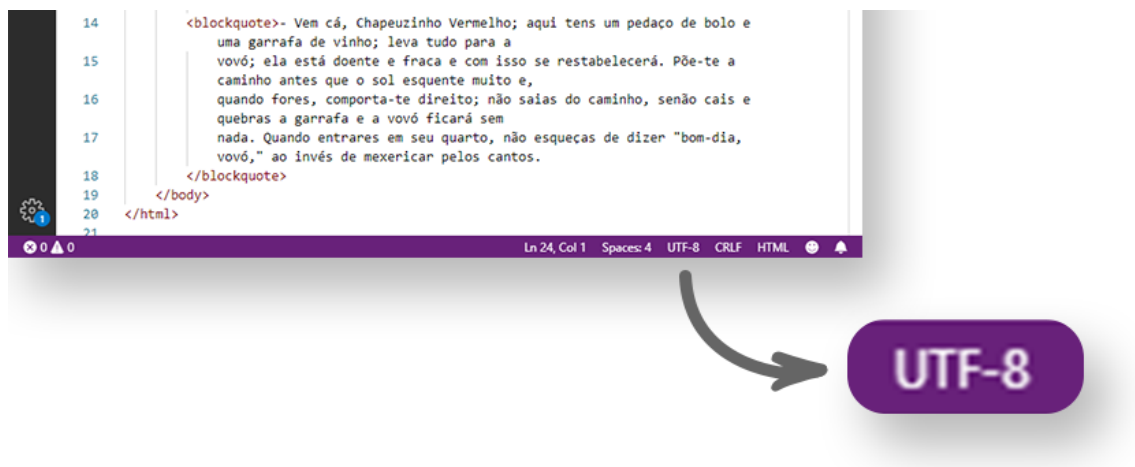 14 <blockquote>- Vem cá, Chapeuzinho Vermelho; aqui tens um pedaço de bolo e
uma garrafa de vinho; leva tudo para a
15 vovó; ela está doente e fraca e com isso se restabelecerá. Põe-te a
caminho antes que o sol esquente muito e,
16 quando fores, comporta-te direito; não saias do caminho, senão cais e
quebras a garrafa e a vovó ficará sem
17 nada. Quando entrares em seu quarto, não esqueças de dizer "bom-dia,
vovó," ao invés de mexericar pelos cantos.
18 </blockquote>
19 </body>
20 </html>
21
1
0 0 Ln 24, Col 1 Spaces: 4 UTF-8 CRLF HTML
UTF-8